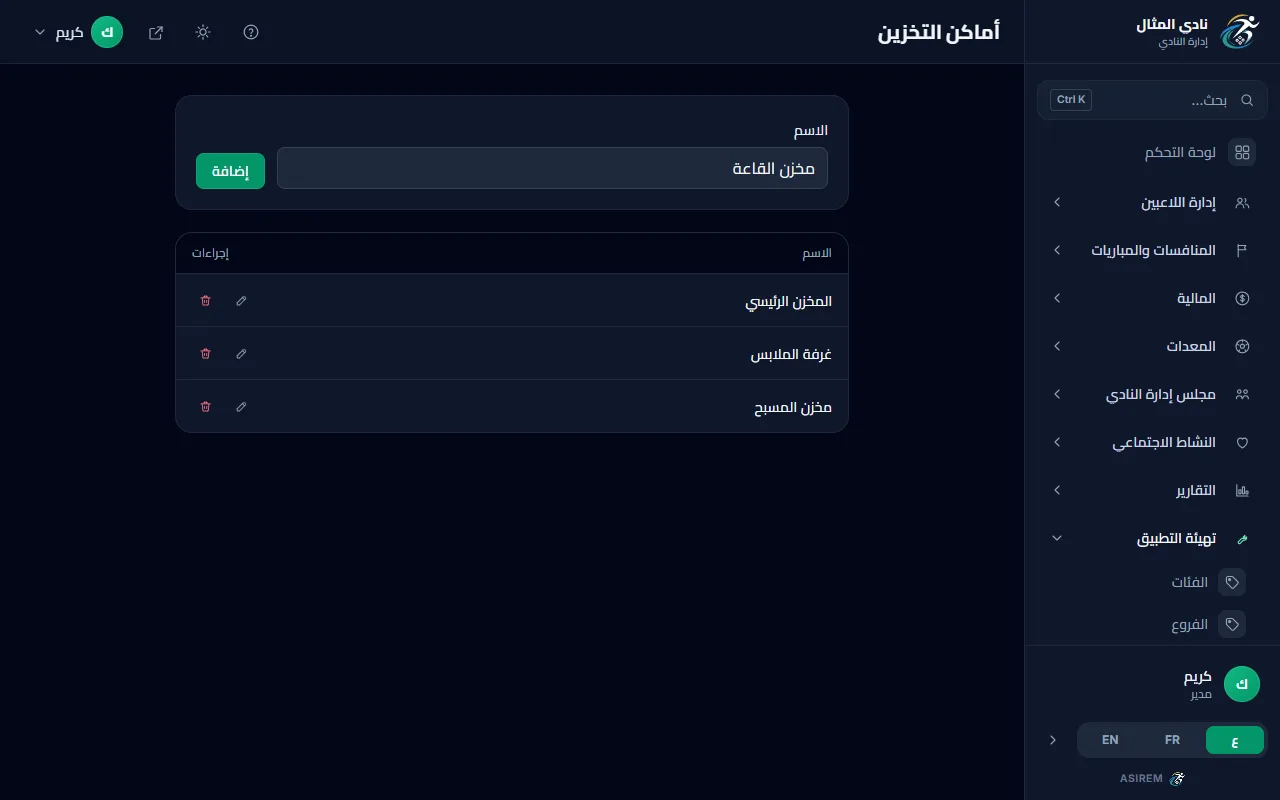 نادي المثال
إدارة النادي
بحث...
Ctrl K
لوحة التحكم
إدارة اللاعبين
المنافسات والمباريات
المالية
المعدات
مجلس إدارة النادي
النشاط الاجتماعي
التقارير
تهيئة التطبيق
الفئات
الفروع
ك
كريم
مدير
ع
FR
EN
ASIREM
أماكن التخزين
ك
كريم
الاسم
مخزن القاعة
إضافة
الاسم
إجراءات
المخزن الرئيسي
غرفة الملابس
مخزن المسبح